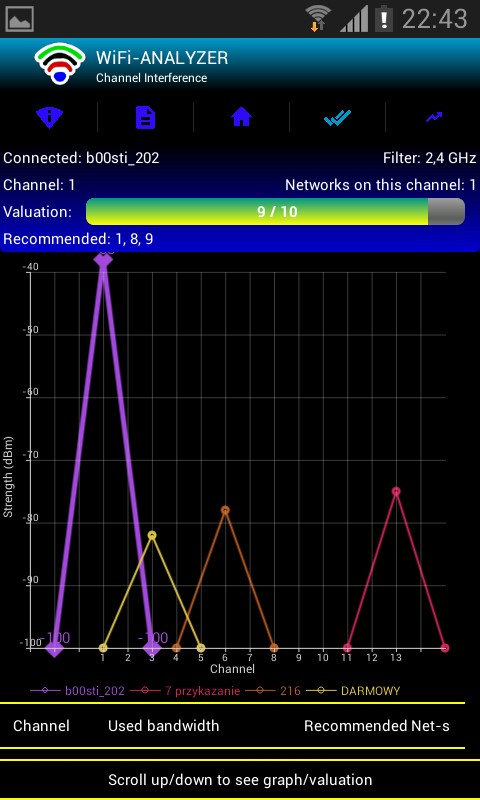 22:43
WiFi-ANALYZER
Channel Interference
Connected: b00sti_202 Filter: 2,4 GHz
Channel: 1 Networks on this channel: 1
Valuation: 9 / 10
Recommended: 1, 8, 9
-40
-50
-60
-70
-80
-90
-100
Strength (dBm)
-100 -100
1 2 3 4 5 6 7 8 9 10 11 12 13
Channel
b00sti_202 7 przykazanie 216 DARMOWY
Channel Used bandwidth Recommended Net-s
Scroll up/down to see graph/valuation